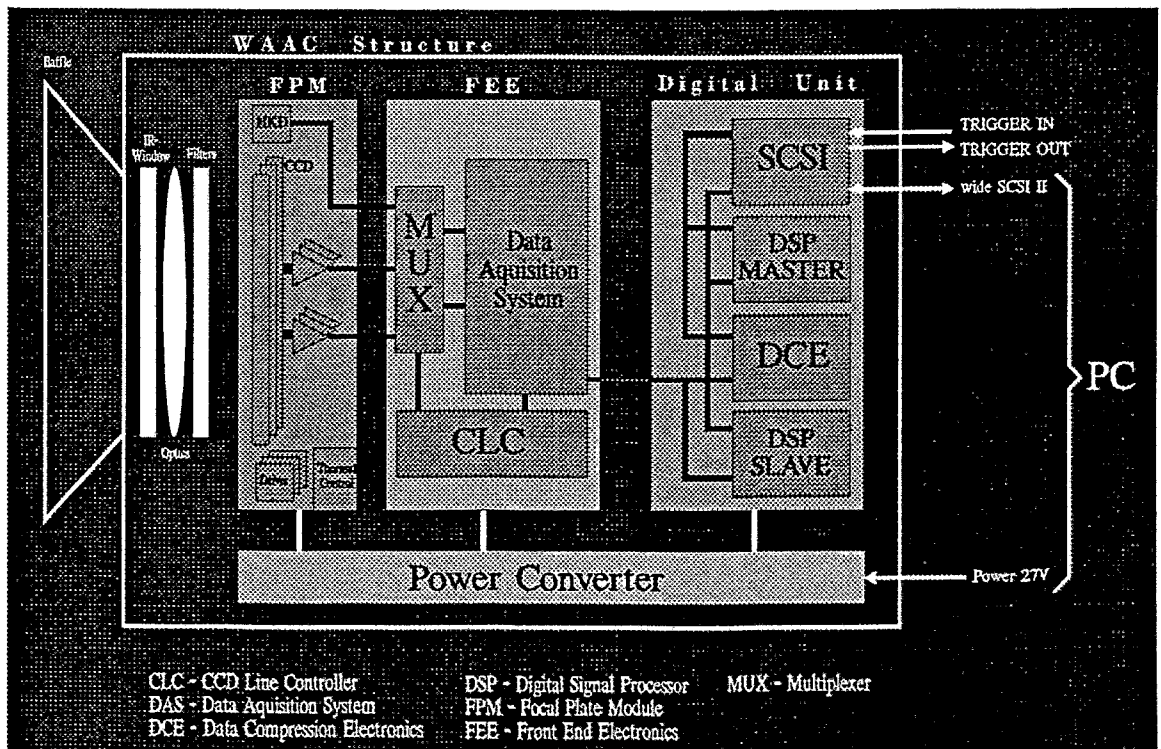 WAAC Structure
Baffle
FPM
FEE
Digital Unit
HKD
IR-
Window
Filters
CCD
Optics
Driver
Thermal
Control
MUX
Data
Aquisition
System
CLC
SCSI
DSP
MASTER
DCE
DSP
SLAVE
TRIGGER IN
TRIGGER OUT
wide SCSI II
PC
Power 27V
Power Converter
CLC - CCD Line Controller
DAS - Data Aquisition System
DCE - Data Compression Electronics
DSP - Digital Signal Processor
FPM - Focal Plate Module
FEE - Front End Electronics
MUX - Multiplexer